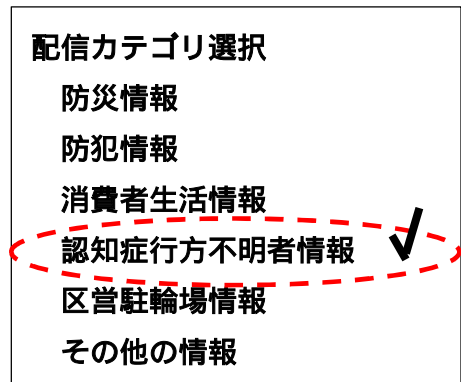 配信カテゴリ選択
防災情報
防犯情報
消費者生活情報
認知症行方不明者情報
区営駐輪場情報
その他の情報